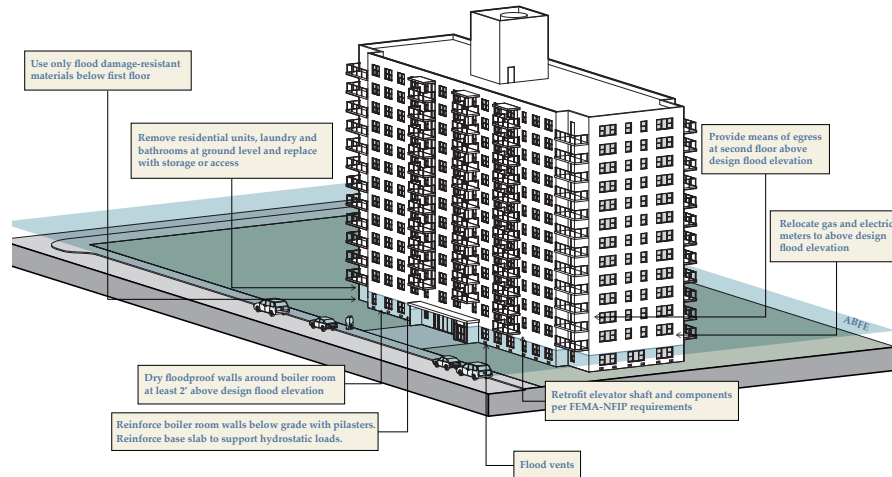 Use only flood damage-resistant
materials below first floor
Remove residential units, laundry and
bathrooms at ground level and replace
with storage or access
Provide means of egress
at second floor above
design flood elevation
Relocate gas and electric
meters to above design
flood elevation
ABFE
Dry floodproof walls around boiler room
at least 2' above design flood elevation
Retrofit elevator shaft and components
per FEMA-NFIP requirements
Reinforce boiler room walls below grade with pilasters.
Reinforce base slab to support hydrostatic loads.
Flood vents